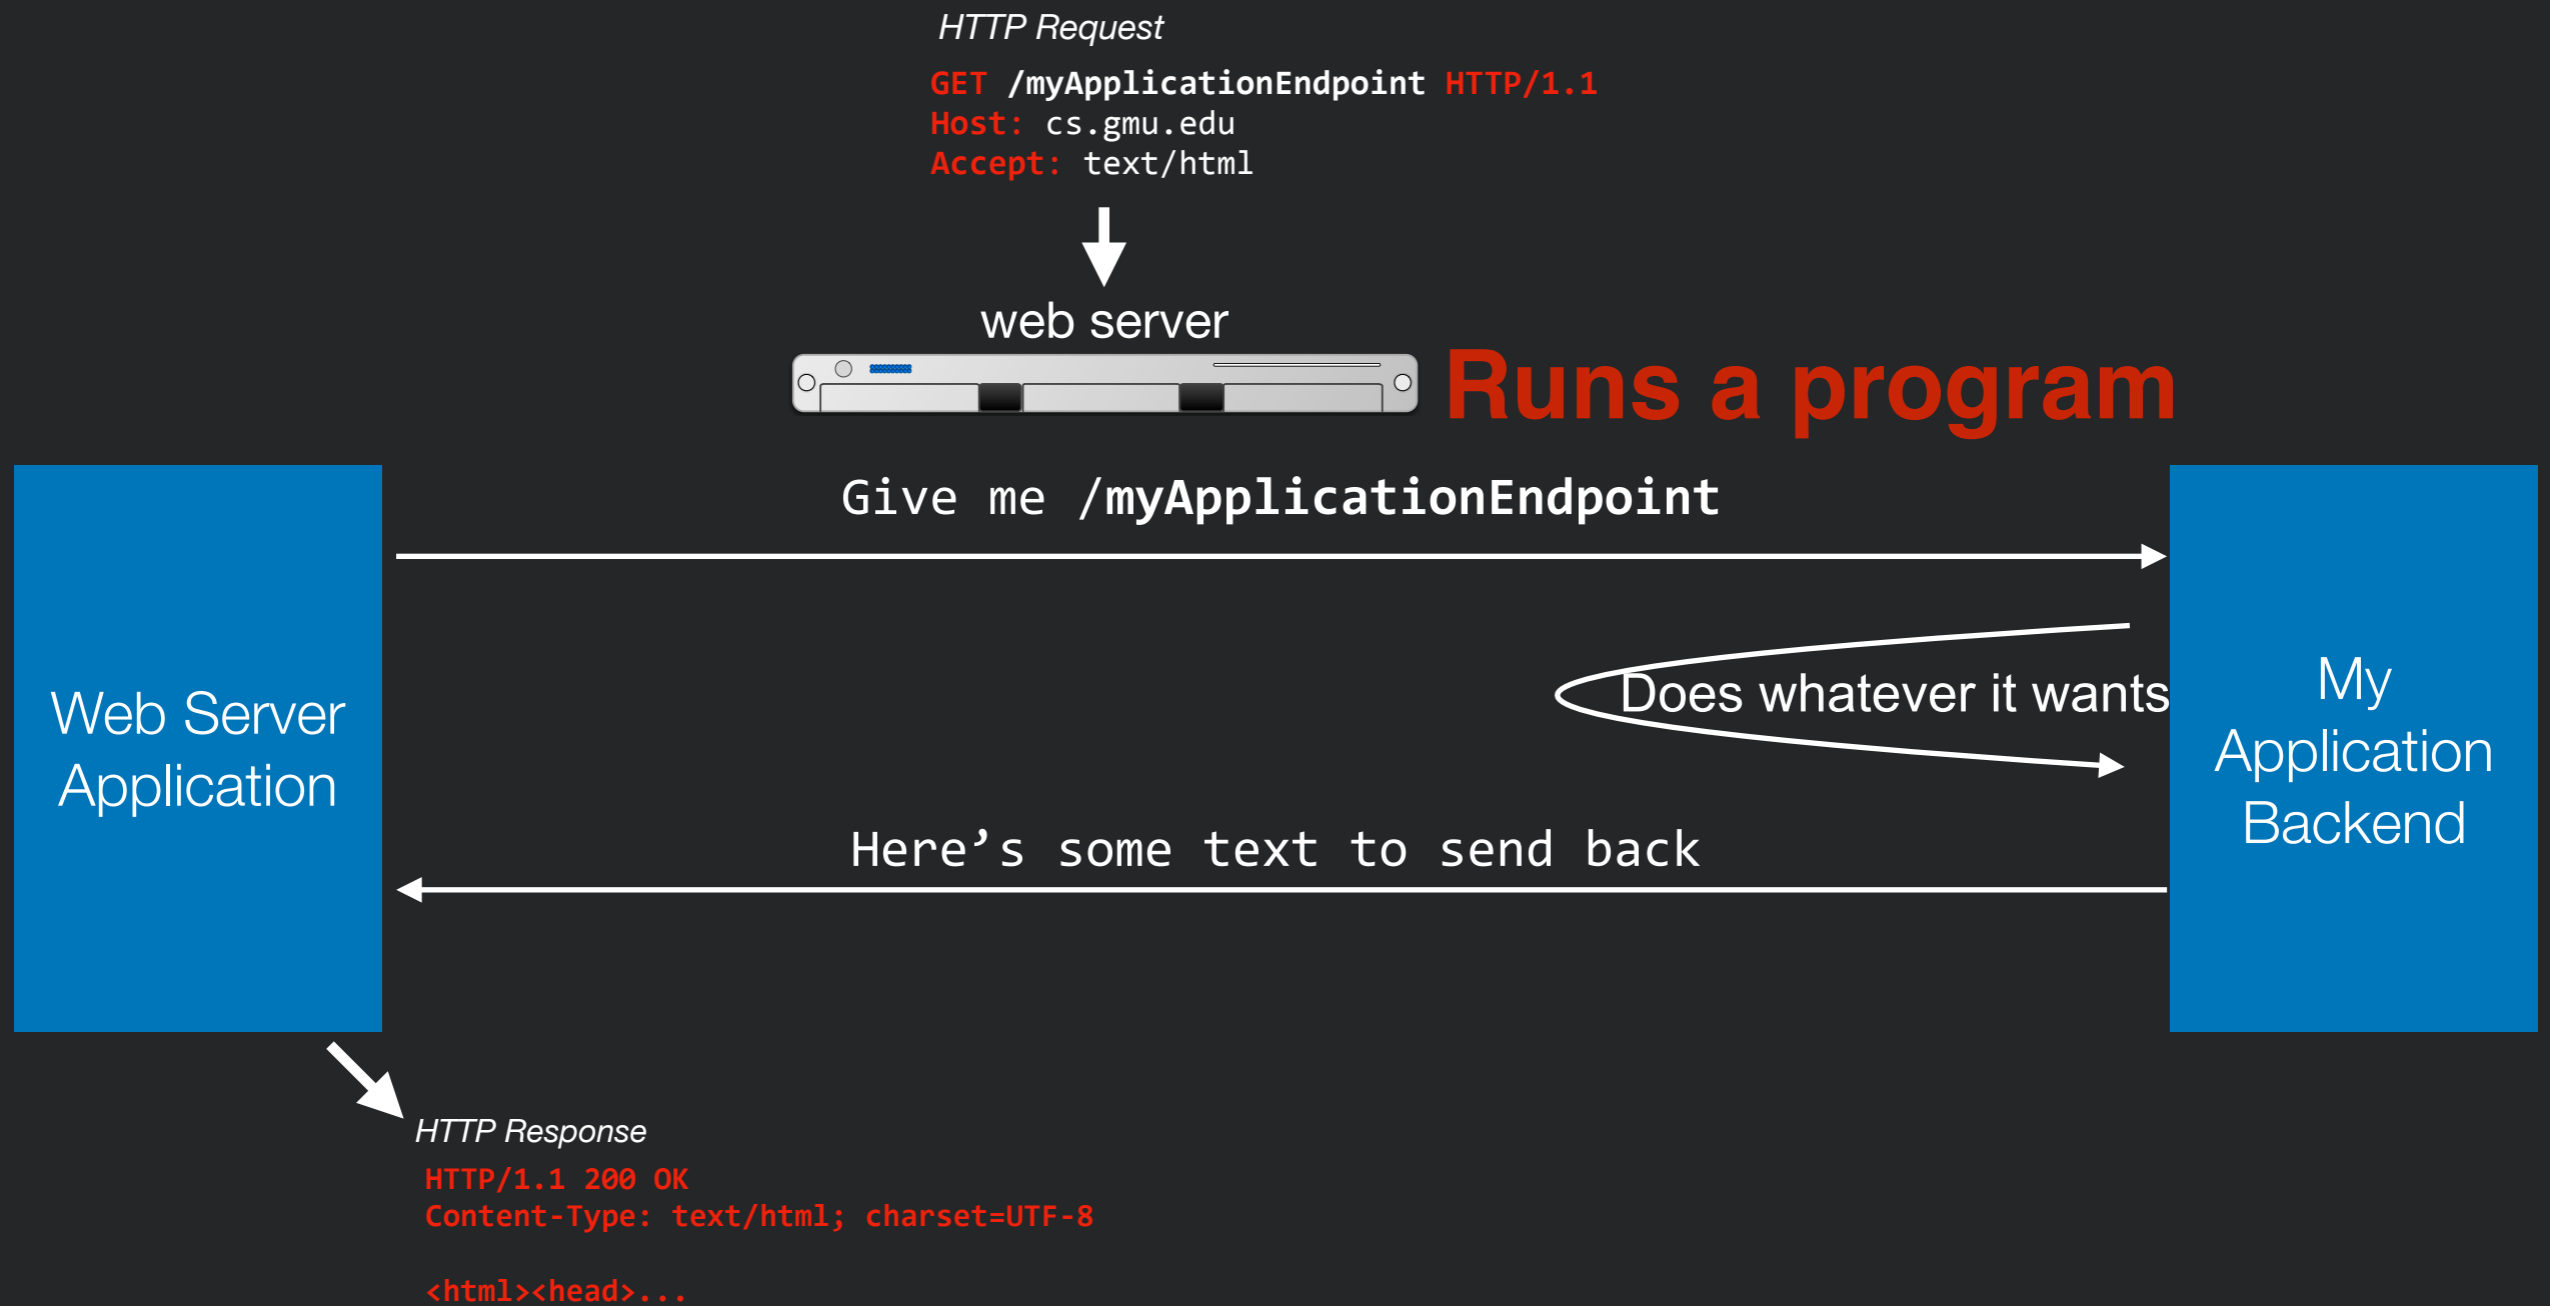 HTTP Request
GET /myApplicationEndpoint HTTP/1.1
Host: cs.gmu.edu
Accept: text/html
web server
Runs a program
Give me /myApplicationEndpoint
Web Server
Application
Does whatever it wants
My
Application
Backend
Here’s some text to send back
HTTP Response
HTTP/1.1 200 OK
Content-Type: text/html; charset=UTF-8
<html><head>...